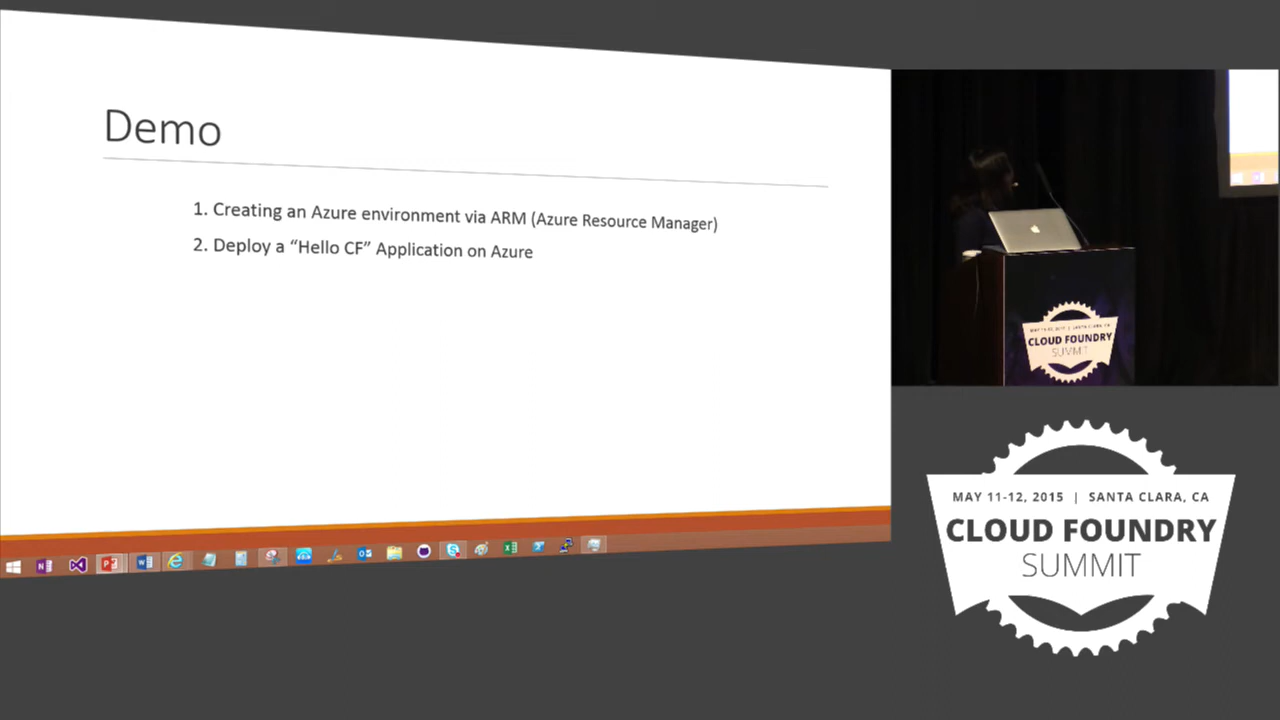 Demo
1. Creating an Azure environment via ARM (Azure Resource Manager)
2. Deploy a “Hello CF” Application on Azure
CLOUD FOUNDRY
SUMMIT
MAY 11-12, 2015 | SANTA CLARA, CA
CLOUD FOUNDRY
SUMMIT